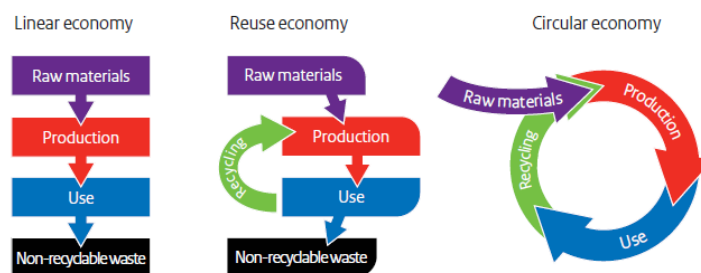 Linear economy
Raw materials
Production
Use
Non-recyclable waste
Reuse economy
Raw materials
Production
Recycling
Use
Non-recyclable waste
Circular economy
Raw materials
Production
Recycling
Use